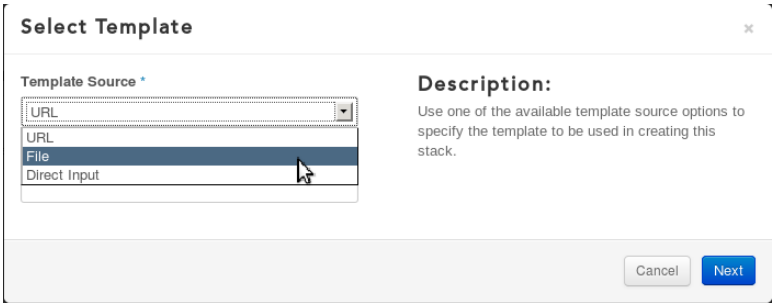 Select Template
×
Template Source *
URL
URL
File
Direct Input
Description:
Use one of the available template source options to
specify the template to be used in creating this
stack.
Cancel
Next